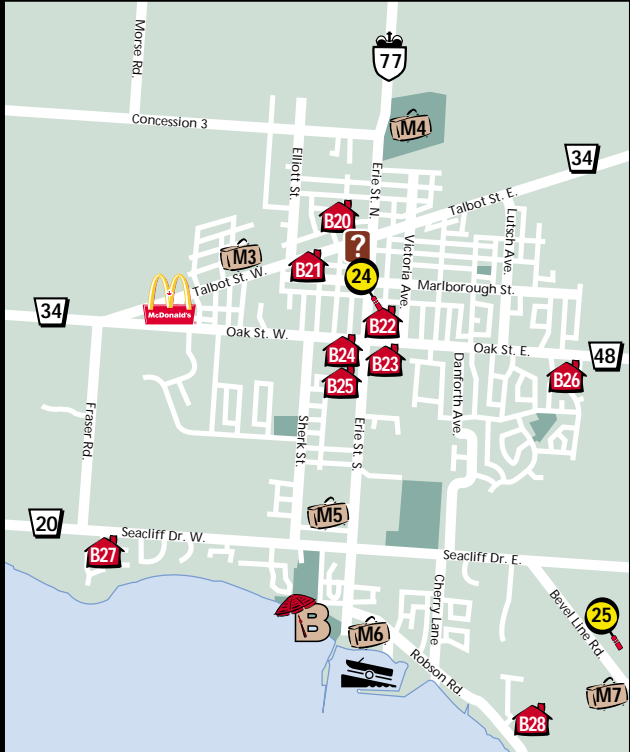 Morse Rd.
77
Concession 3
M4
34
Elliott St.
Erie St. N.
Talbot St. E.
Lutsch Ave.
B20
?
M3
B21
24
Victoria Ave.
Talbot St. W.
Marlborough St.
McDonald's
34
B22
Oak St. W.
B24
B23
Oak St. E.
48
B25
B26
Danforth Ave.
Fraser Rd.
Sherk St.
Erie St. S.
M5
20
Seacliff Dr. W.
B27
Seacliff Dr. E.
Cherry Lane
Bevel Line Rd.
25
B
M6
Robson Rd.
M7
B28